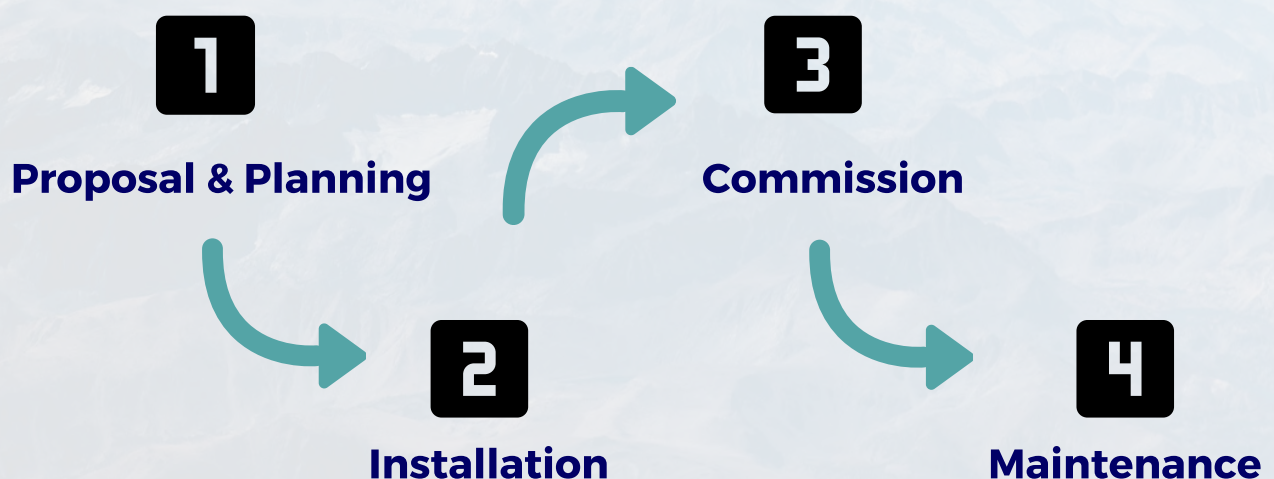 1
Proposal & Planning
2
Installation
3
Commission
4
Maintenance